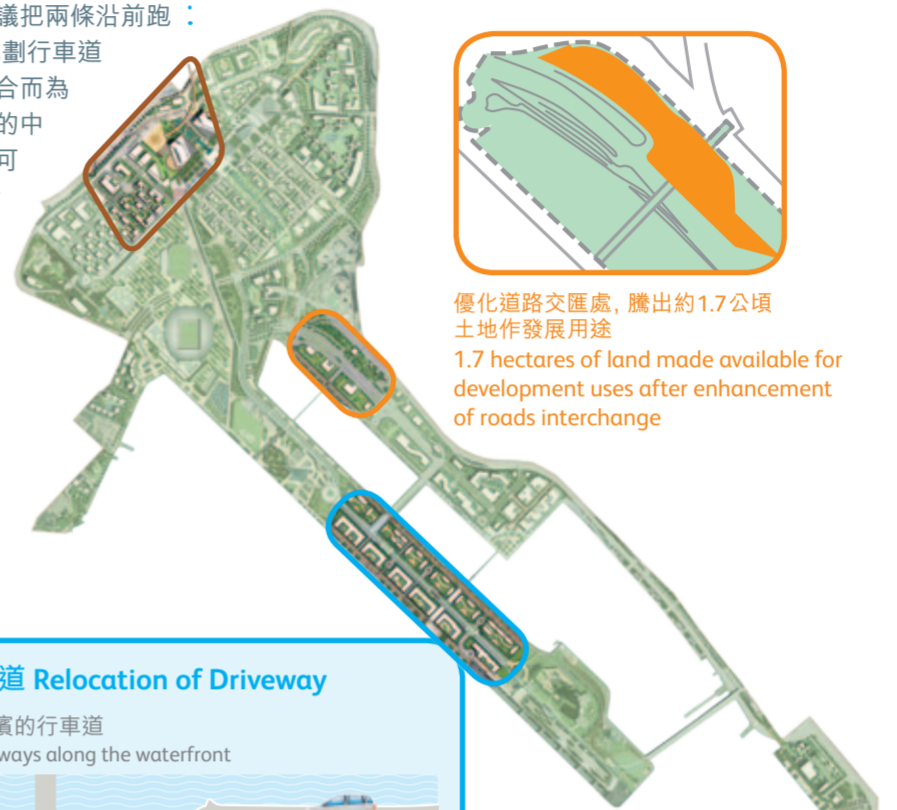 議把兩條沿前跑：
劃行車道
合而為
的中
可
優化道路交匯處, 騰出約1.7公頃
土地作發展用途
1.7 hectares of land made available for
development uses after enhancement
of roads interchange
道 Relocation of Driveway
的行車道
ways along the waterfront